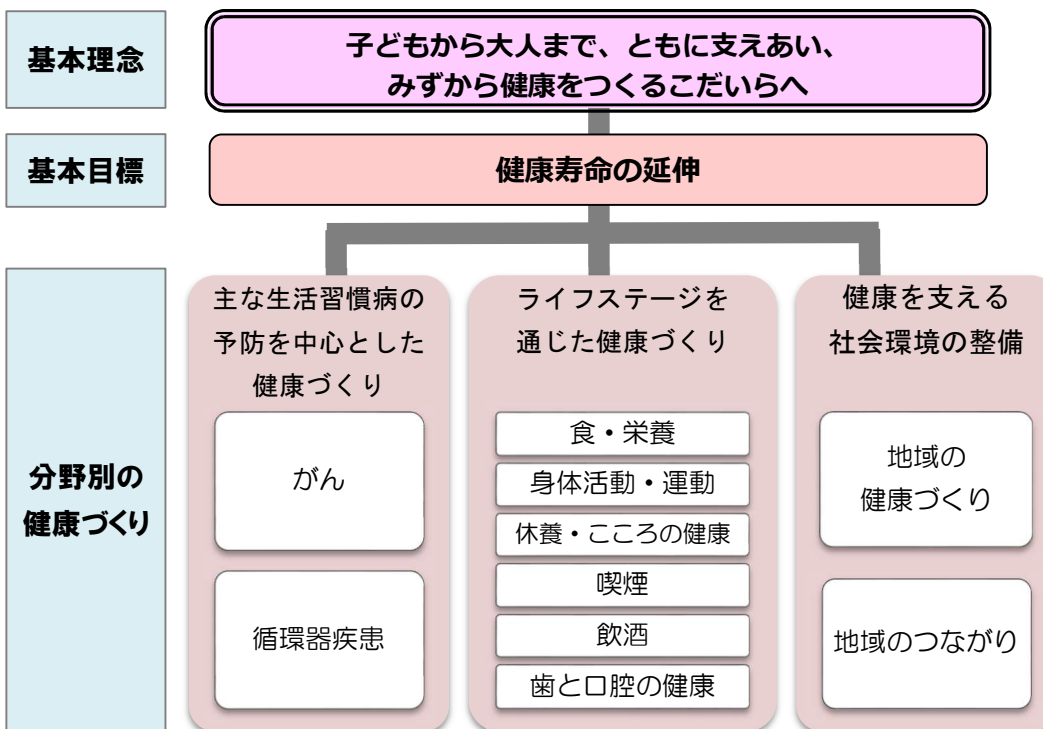 基本理念
子どもから大人まで、ともに支えあい、
みずから健康をつくるこだいらへ
基本目標
健康寿命の延伸
分野別の
健康づくり
主な生活習慣病の
予防を中心とした
健康づくり
がん
循環器疾患
ライフステージを
通じた健康づくり
食・栄養
身体活動・運動
休養・こころの健康
喫煙
飲酒
歯と口腔の健康
健康を支える
社会環境の整備
地域の
健康づくり
地域のつながり